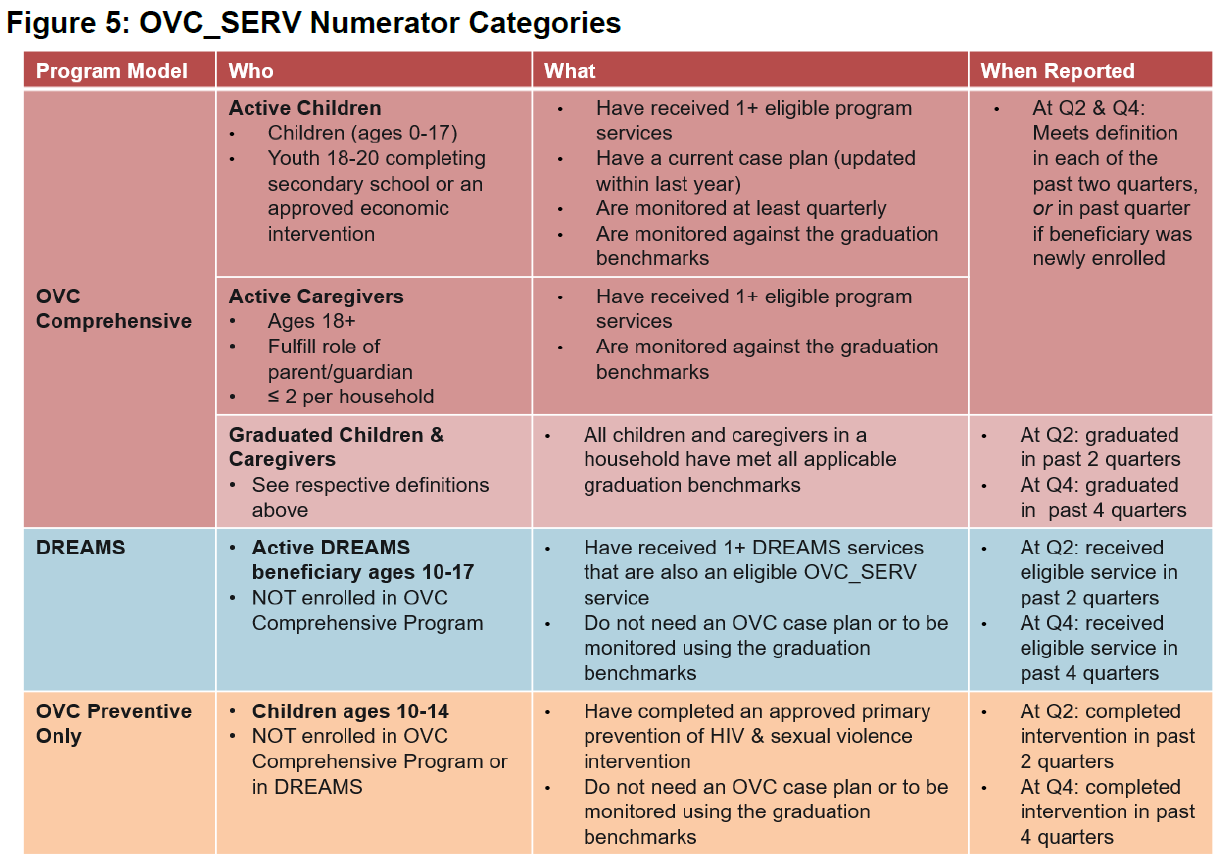 Figure 5: OVC_SERV Numerator Categories
Program Model
Who
What
When Reported
OVC
Comprehensive
Active Children
• Children (ages 0-17)
• Youth 18-20 completing
secondary school or an
approved economic
intervention
• Have received 1+ eligible program
services
• Have a current case plan (updated
within last year)
• Are monitored at least quarterly
• Are monitored against the graduation
benchmarks
• At Q2 & Q4:
Meets definition
in each of the
past two quarters,
or in past quarter
if beneficiary was
newly enrolled
Active Caregivers
• Ages 18+
• Fulfill role of
parent/guardian
• ≤ 2 per household
• Have received 1+ eligible program
services
• Are monitored against the graduation
benchmarks
Graduated Children &
Caregivers
• See respective definitions
above
• All children and caregivers in a
household have met all applicable
graduation benchmarks
• At Q2: graduated
in past 2 quarters
• At Q4: graduated
in past 4 quarters
DREAMS
• Active DREAMS
beneficiary ages 10-17
• NOT enrolled in OVC
Comprehensive Program
• Have received 1+ DREAMS services
that are also an eligible OVC_SERV
service
• Do not need an OVC case plan or to be
monitored using the graduation
benchmarks
• At Q2: received
eligible service in
past 2 quarters
• At Q4: received
eligible service in
past 4 quarters
OVC Preventive
Only
• Children ages 10-14
• NOT enrolled in OVC
Comprehensive Program or
in DREAMS
• Have completed an approved primary
prevention of HIV & sexual violence
intervention
• Do not need an OVC case plan or to be
monitored using the graduation
benchmarks
• At Q2: completed
intervention in past
2 quarters
• At Q4: completed
intervention in past
4 quarters